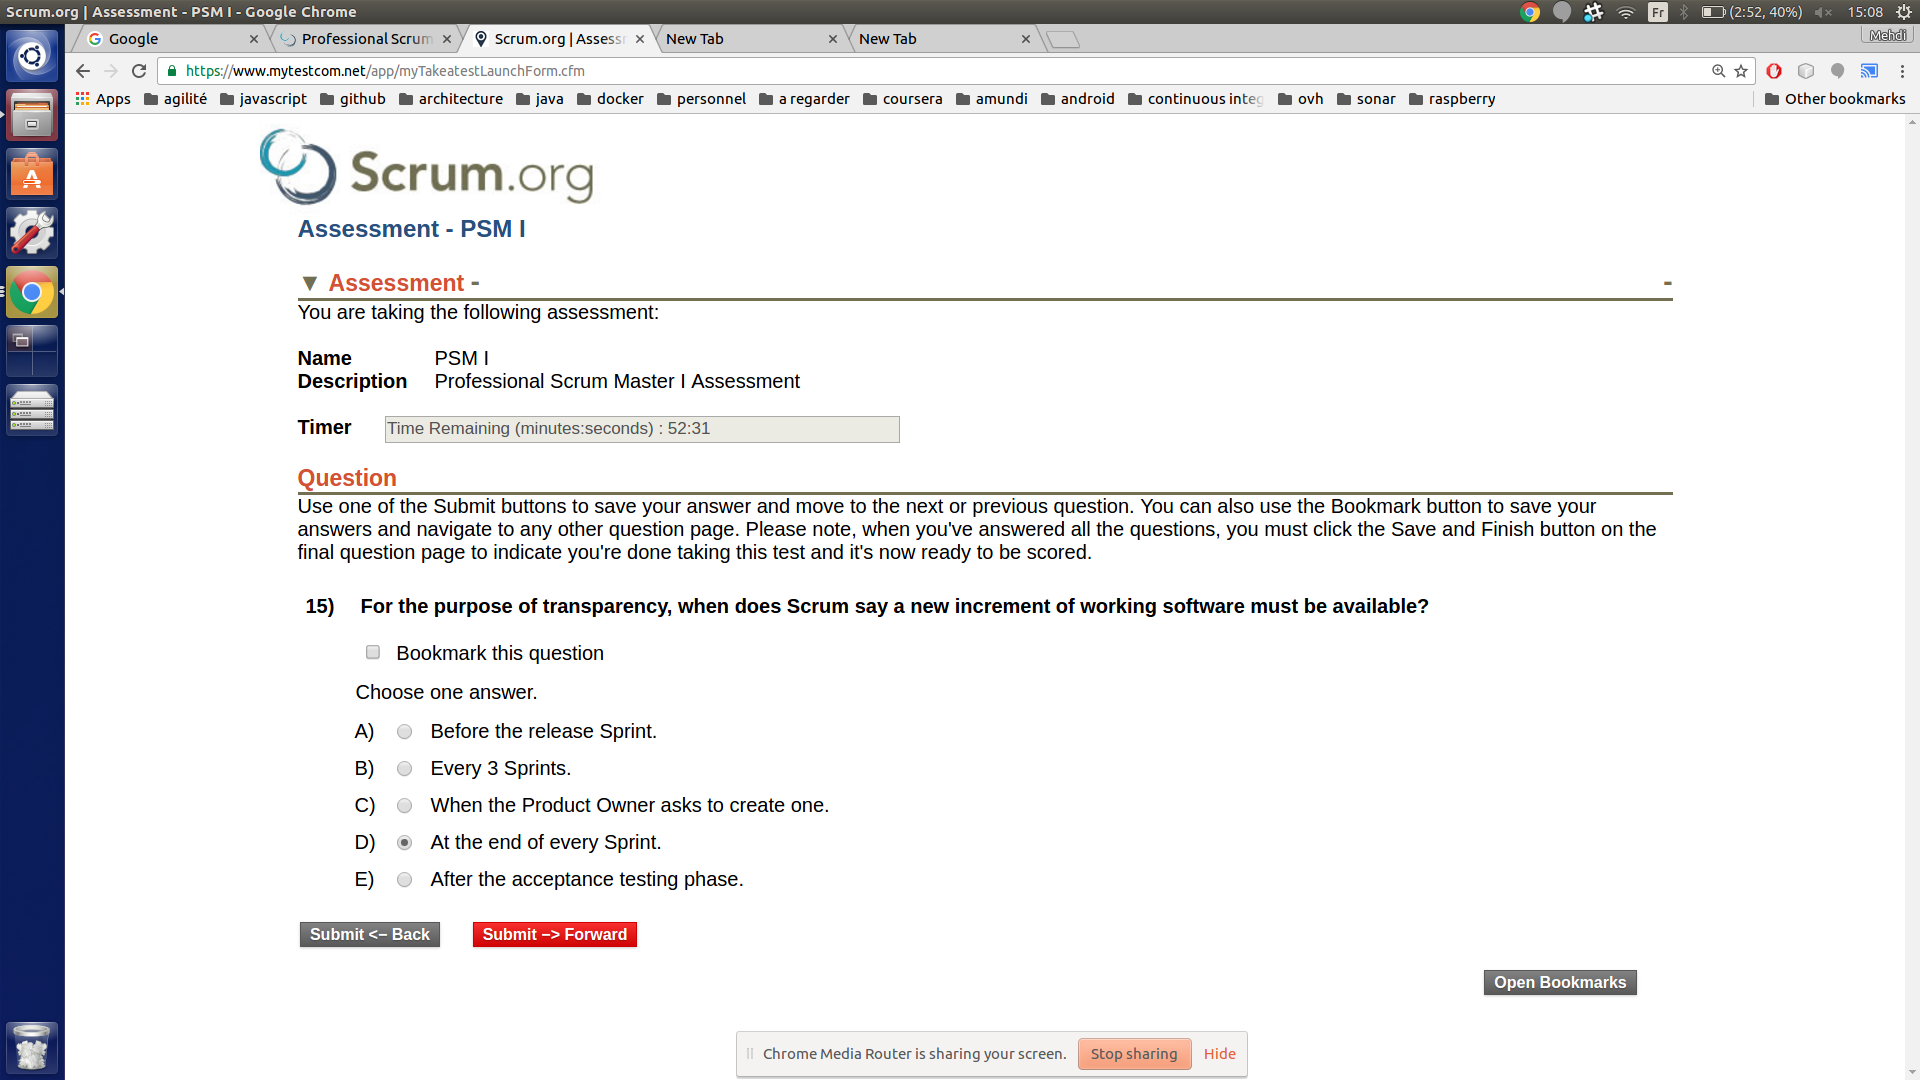 Scrum.org | Assessment - PSM I - Google Chrome
Fr
(2:52, 40%)
15:08
Google
Professional Scrum
Scrum.org | Assess
New Tab
New Tab
Mehdi
https://www.mytestcom.net/app/myTakeatestLaunchForm.cfm
Apps agilité javascript github architecture java docker personnel a regarder coursera amundi android continuous integ ovh sonar raspberry Other bookmarks
Scrum.org
Assessment - PSM I
▼ Assessment - -
You are taking the following assessment:
Name PSM I
Description Professional Scrum Master I Assessment
Timer Time Remaining (minutes:seconds) : 52:31
Question
Use one of the Submit buttons to save your answer and move to the next or previous question. You can also use the Bookmark button to save your
answers and navigate to any other question page. Please note, when you've answered all the questions, you must click the Save and Finish button on the
final question page to indicate you're done taking this test and it's now ready to be scored.
15) For the purpose of transparency, when does Scrum say a new increment of working software must be available?
Bookmark this question
Choose one answer.
A) Before the release Sprint.
B) Every 3 Sprints.
C) When the Product Owner asks to create one.
D) At the end of every Sprint.
E) After the acceptance testing phase.
Submit <– Back Submit –> Forward
Open Bookmarks
Chrome Media Router is sharing your screen. Stop sharing Hide